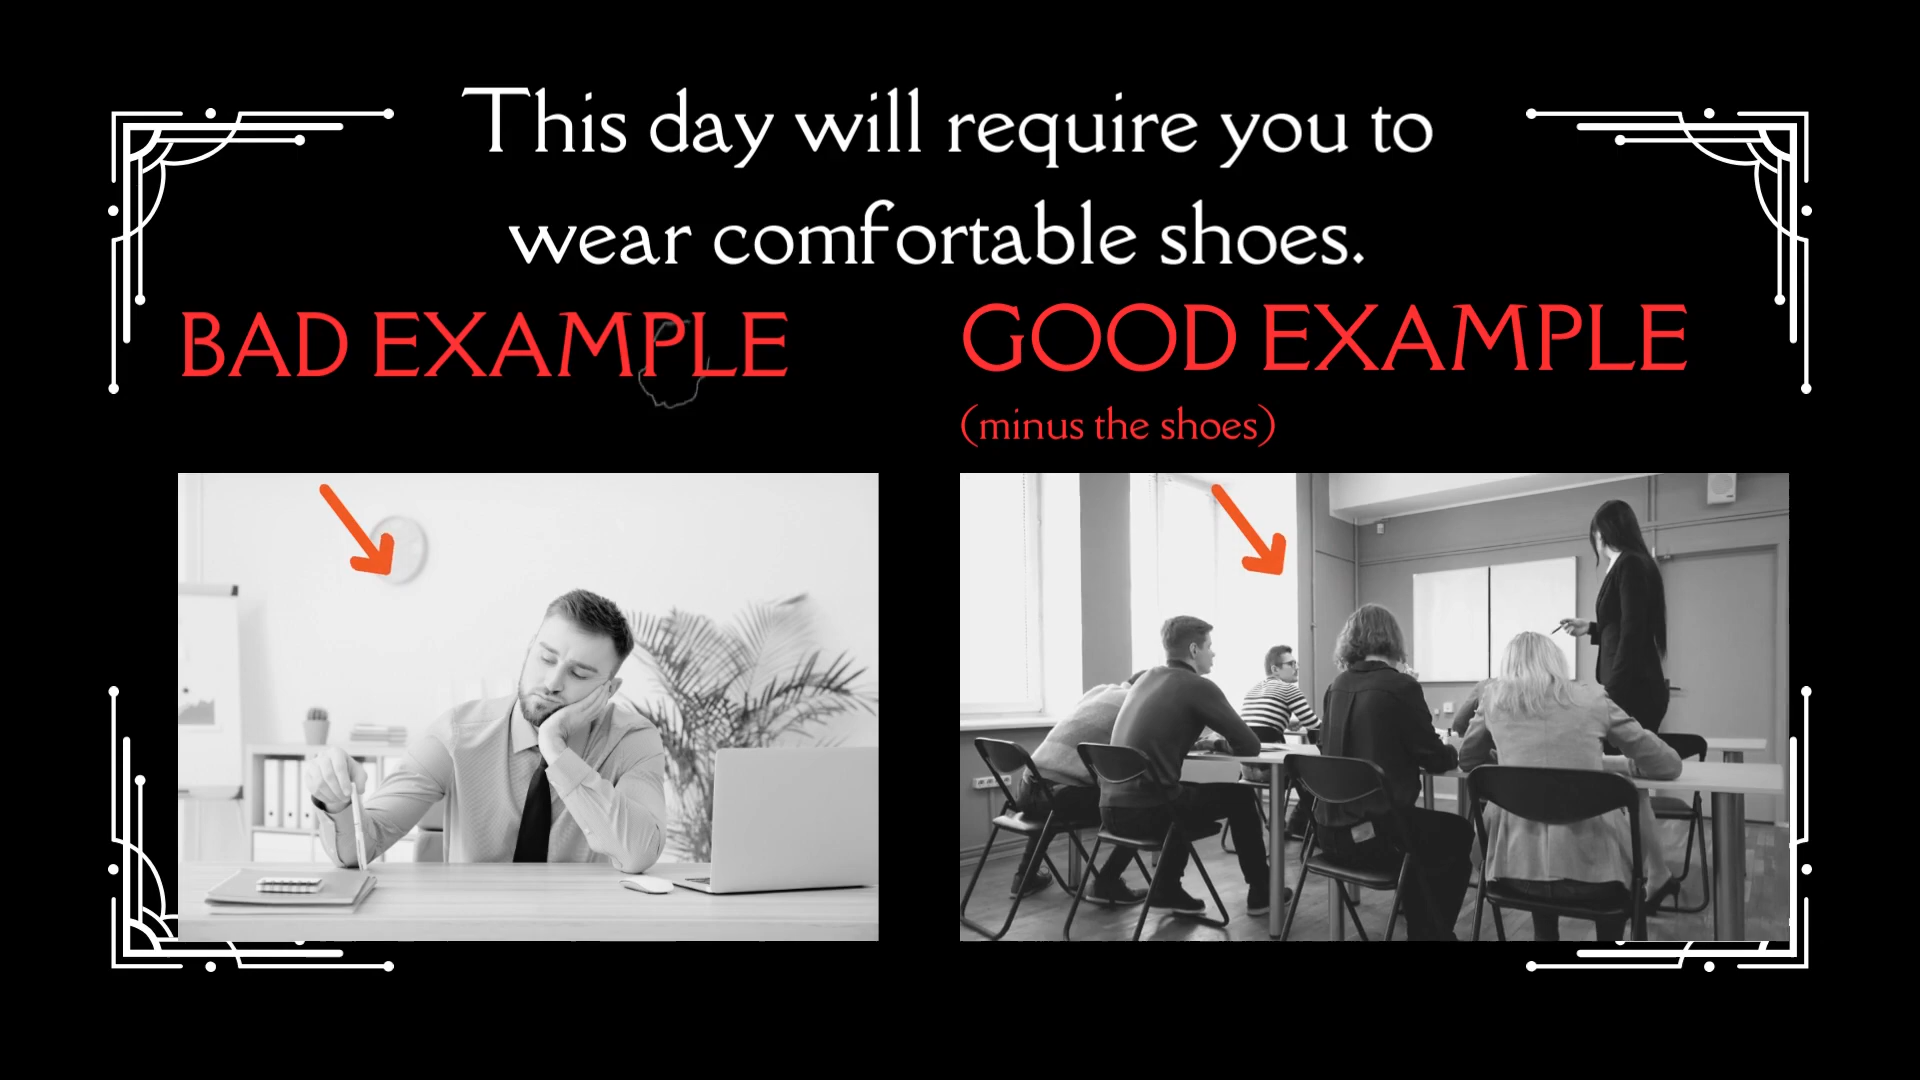 This day will require you to
wear comfortable shoes.
BAD EXAMPLE
GOOD EXAMPLE
(minus the shoes)